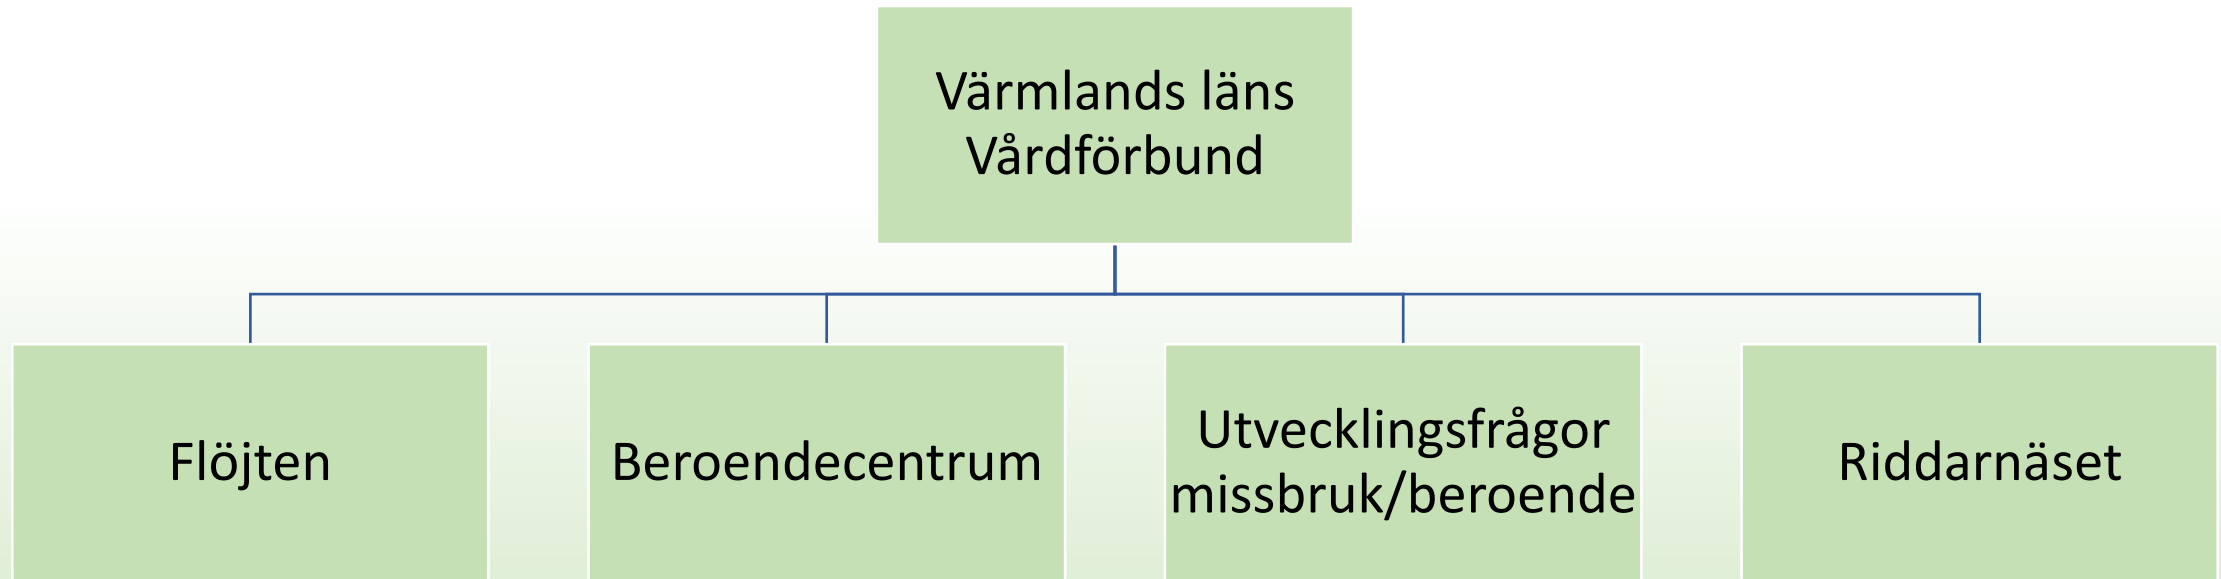 Värmlands läns
Vårdförbund
Flöjten
Beroendecentrum
Utvecklingsfrågor
missbruk/beroende
Riddarnäset